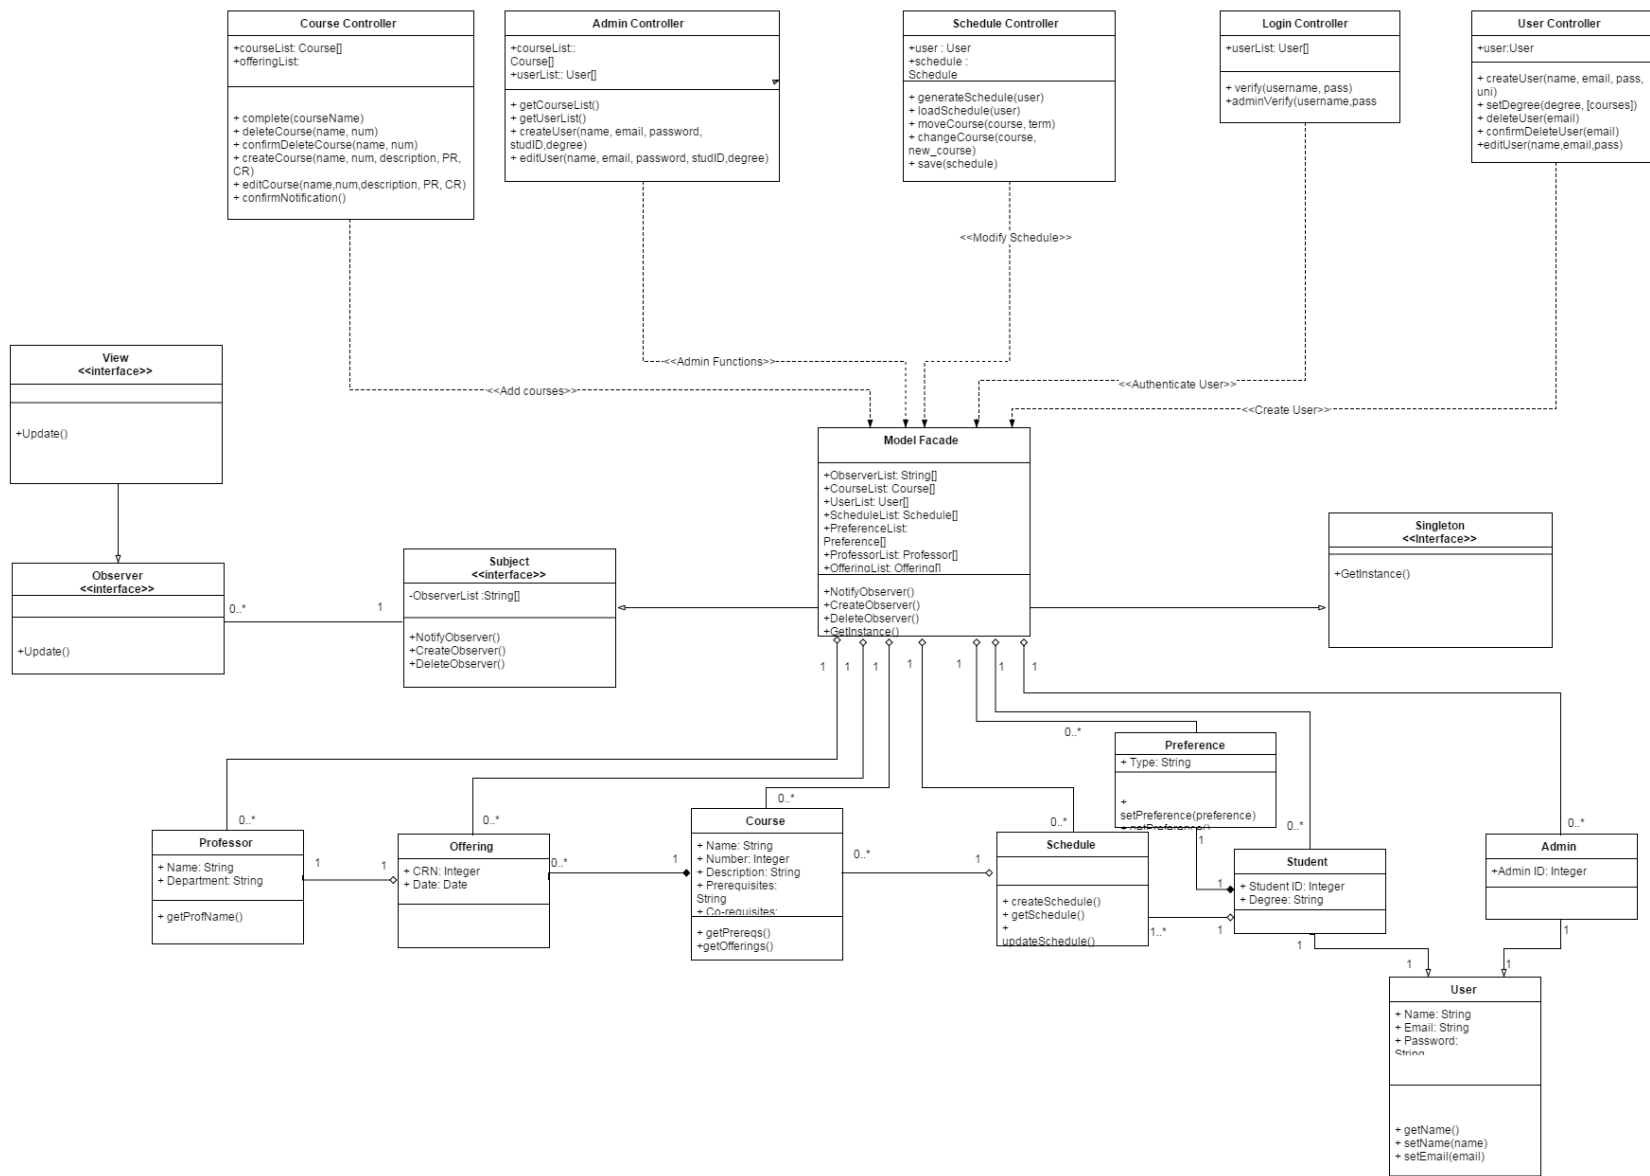 Course Controller
+courseList: Course[]
+offeringList:
+ complete(courseName)
+ deleteCourse(name, num)
+ confirmDeleteCourse(name, num)
+ createCourse(name, num, description, PR,
CR)
+ editCourse(name,num,description, PR, CR)
+ confirmNotification()
Admin Controller
+courseList::
Course[]
+userList:: User[]
+ getCourseList()
+ getUserList()
+ createUser(name, email, password,
studID,degree)
+ editUser(name, email, password, studID,degree)
Schedule Controller
+user : User
+schedule :
Schedule
+ generateSchedule(user)
+ loadSchedule(user)
+ moveCourse(course, term)
+ changeCourse(course,
new_course)
+ save(schedule)
Login Controller
+userList: User[]
+ verify(username, pass)
+adminVerify(username,pass
User Controller
+user:User
+ createUser(name, email, pass,
uni)
+ setDegree(degree, [courses])
+ deleteUser(email)
+ confirmDeleteUser(email)
+editUser(name,email,pass)
<<Modify Schedule>>
<<Admin Functions>>
<<Add courses>>
<<Authenticate User>>
<<Create User>>
View
<<interface>>
+Update()
Observer
<<interface>>
+Update()
0..*
1
Subject
<<interface>>
-ObserverList :String[]
+NotifyObserver()
+CreateObserver()
+DeleteObserver()
Model Facade
+ObserverList: String[]
+CourseList: Course[]
+UserList: User[]
+ScheduleList: Schedule[]
+PreferenceList:
Preference[]
+ProfessorList: Professor[]
+OfferingList: Offering[]
+NotifyObserver()
+CreateObserver()
+DeleteObserver()
+GetInstance()
Singleton
<<Interface>>
+GetInstance()
1
1
1
1
1
1
1
0..*
0..*
0..*
0..*
0..*
0..*
0..*
Professor
+ Name: String
+ Department: String
+ getProfName()
1
1
Offering
+ CRN: Integer
+ Date: Date
0..*
1
Course
+ Name: String
+ Number: Integer
+ Description: String
+ Prerequisites:
String
+ Co-requisites:
+ getPrereqs()
+getOfferings()
0..*
1
Schedule
+ createSchedule()
+ getSchedule()
+
updateSchedule()
1..*
1
Preference
+ Type: String
+
setPreference(preference)
+ getPreference()
1
1
Student
+ Student ID: Integer
+ Degree: String
Admin
+Admin ID: Integer
1
1
1
1
User
+ Name: String
+ Email: String
+ Password:
String
+ getName()
+ setName(name)
+ setEmail(email)